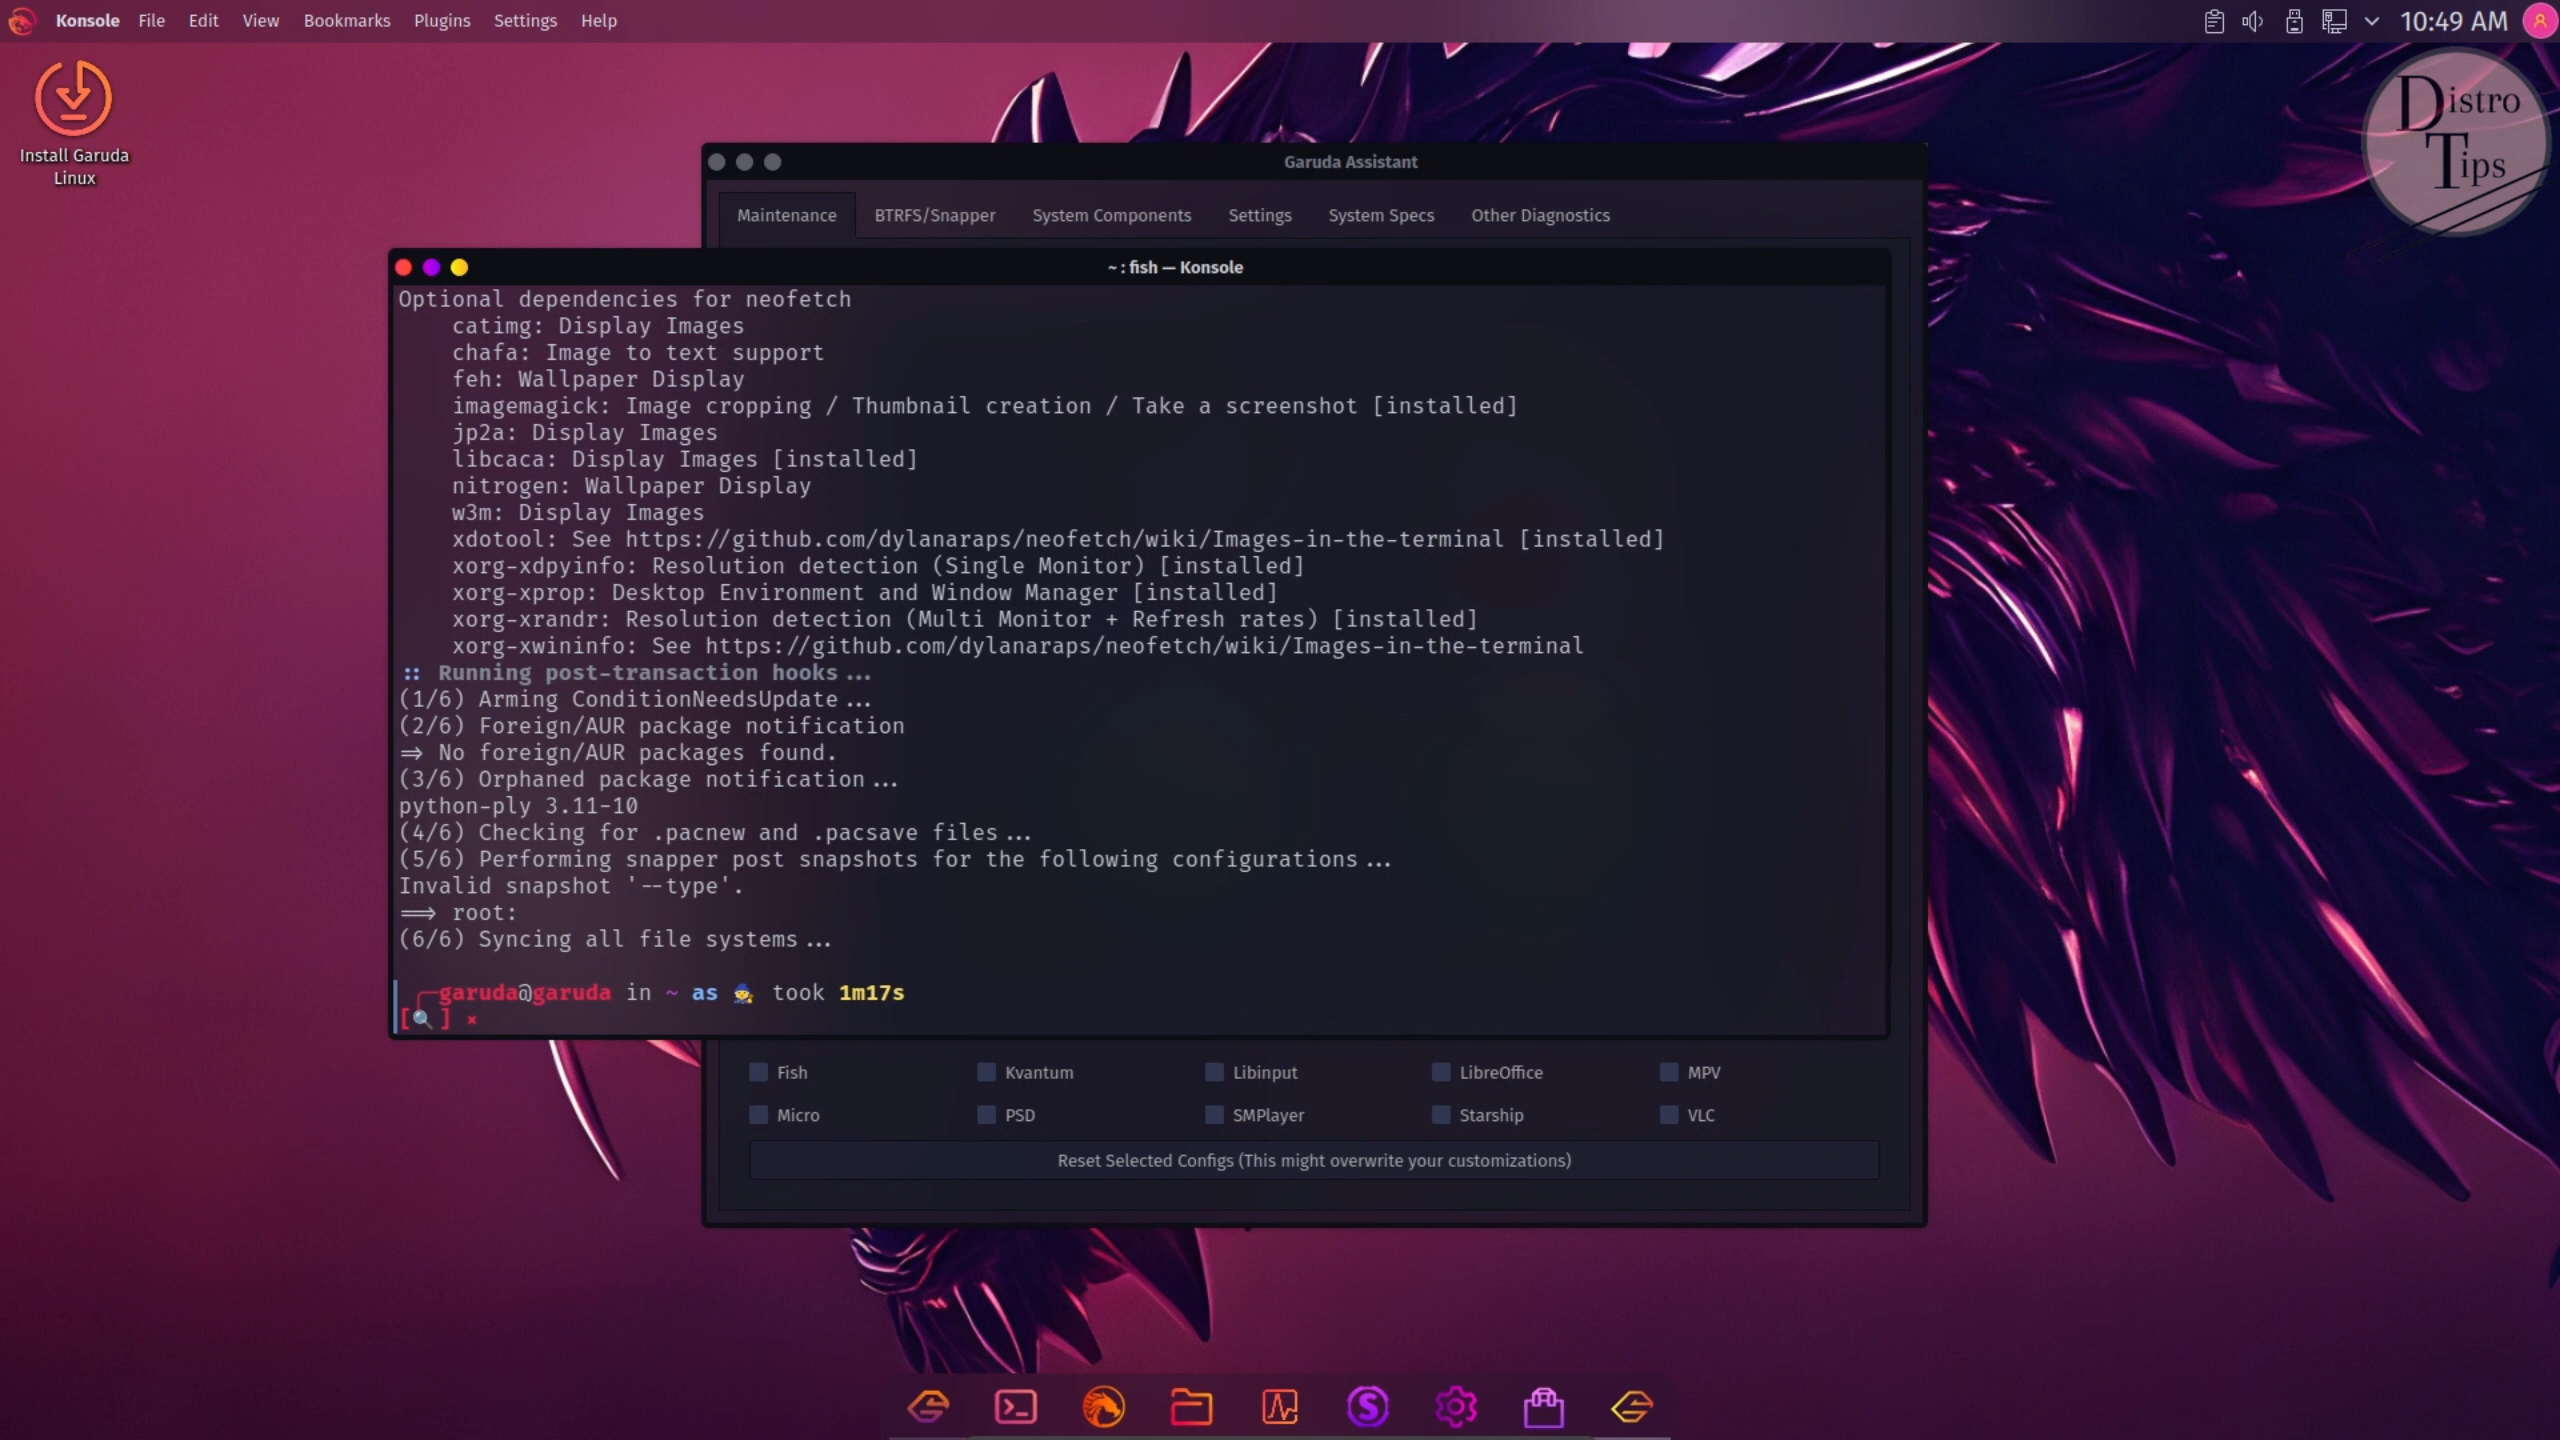 Konsole File Edit View Bookmarks Plugins Settings Help
10:49 AM
Install Garuda
Linux
Distro
Tips
Garuda Assistant
Maintenance BTRFS/Snapper System Components Settings System Specs Other Diagnostics
~ : fish — Konsole
Optional dependencies for neofetch
catimg: Display Images
chafa: Image to text support
feh: Wallpaper Display
imagemagick: Image cropping / Thumbnail creation / Take a screenshot [installed]
jp2a: Display Images
libcaca: Display Images [installed]
nitrogen: Wallpaper Display
w3m: Display Images
xdotool: See https://github.com/dylanaraps/neofetch/wiki/Images-in-the-terminal [installed]
xorg-xdpyinfo: Resolution detection (Single Monitor) [installed]
xorg-xprop: Desktop Environment and Window Manager [installed]
xorg-xrandr: Resolution detection (Multi Monitor + Refresh rates) [installed]
xorg-xwininfo: See https://github.com/dylanaraps/neofetch/wiki/Images-in-the-terminal
:: Running post-transaction hooks...
(1/6) Arming ConditionNeedsUpdate...
(2/6) Foreign/AUR package notification
=> No foreign/AUR packages found.
(3/6) Orphaned package notification...
python-ply 3.11-10
(4/6) Checking for .pacnew and .pacsave files...
(5/6) Performing snapper post snapshots for the following configurations...
Invalid snapshot '--type'.
==> root:
(6/6) Syncing all file systems...
garuda@garuda in ~ as 🧙 took 1m17s
[🔍] ×
Fish Kvantum Libinput LibreOffice MPV
Micro PSD SMPlayer Starship VLC
Reset Selected Configs (This might overwrite your customizations)